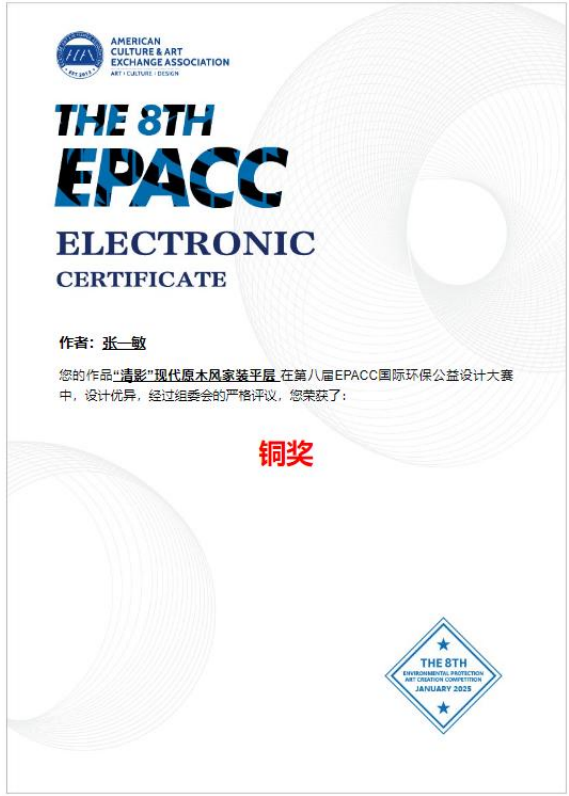 AMERICAN
CULTURE & ART
EXCHANGE ASSOCIATION
ART · CULTURE · DESIGN
EST 2013
THE 8TH
EPACC
ELECTRONIC
CERTIFICATE
作者：张一敏
您的作品“清影”现代原木风家装平层 在第八届EPACC国际环保公益设计大赛
中，设计优异，经过组委会的严格评议，您荣获了：
铜奖
THE 8TH
ENVIRONMENTAL PROTECTION
ART CREATION COMPETITION
JANUARY 2025